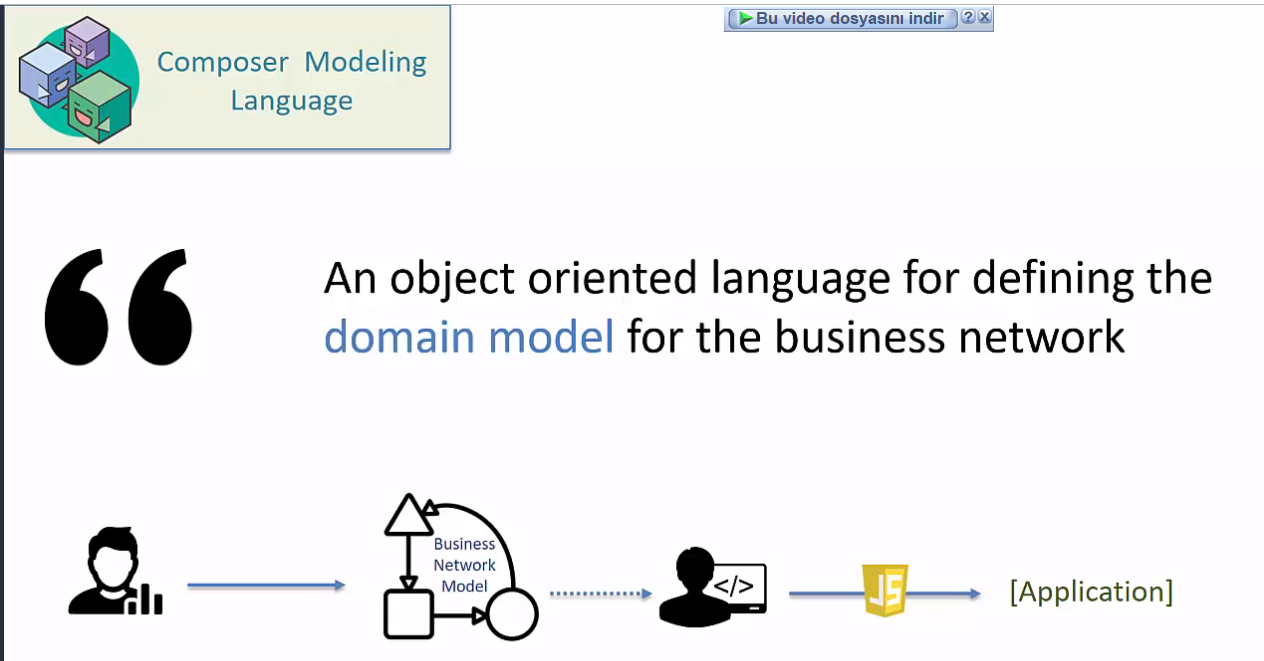 Bu video dosyasını indir
Composer Modeling
Language
An object oriented language for defining the
domain model for the business network
Business
Network
Model
</>
JS
[Application]